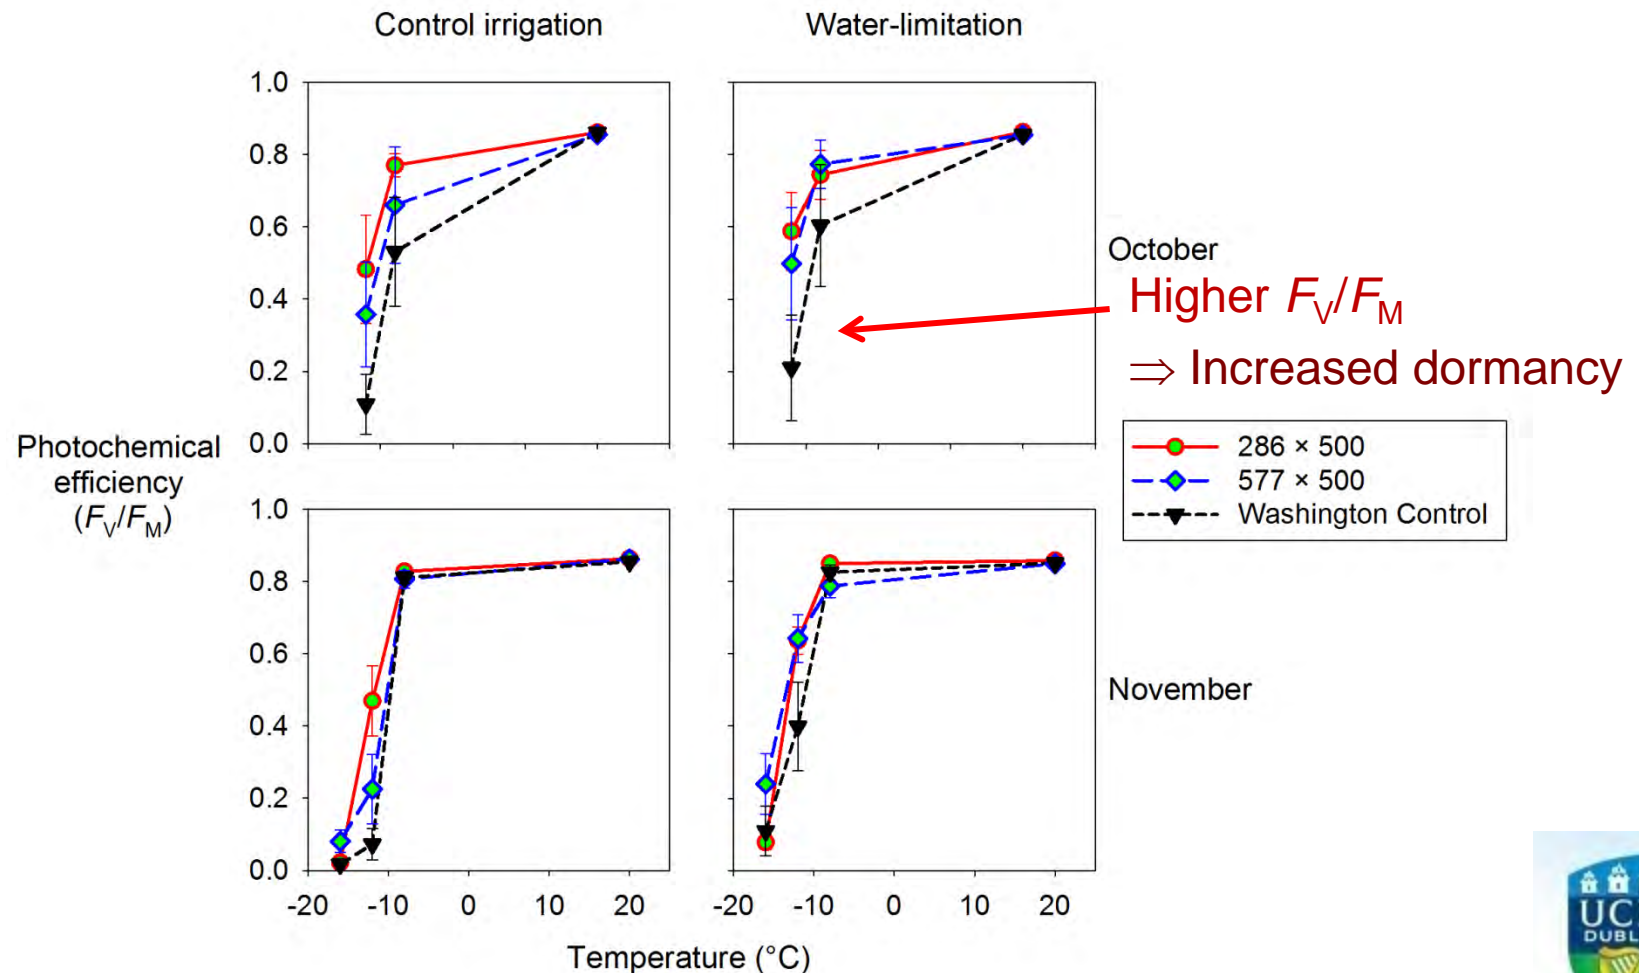 Control irrigation
Water-limitation
1.0
0.8
0.6
0.4
0.2
0.0
October
Higher FV/FM
⇒ Increased dormancy
286 × 500
577 × 500
Washington Control
Photochemical
efficiency
(FV/FM)
1.0
0.8
0.6
0.4
0.2
0.0
November
-20 -10 0 10 20
-20 -10 0 10 20
Temperature (°C)